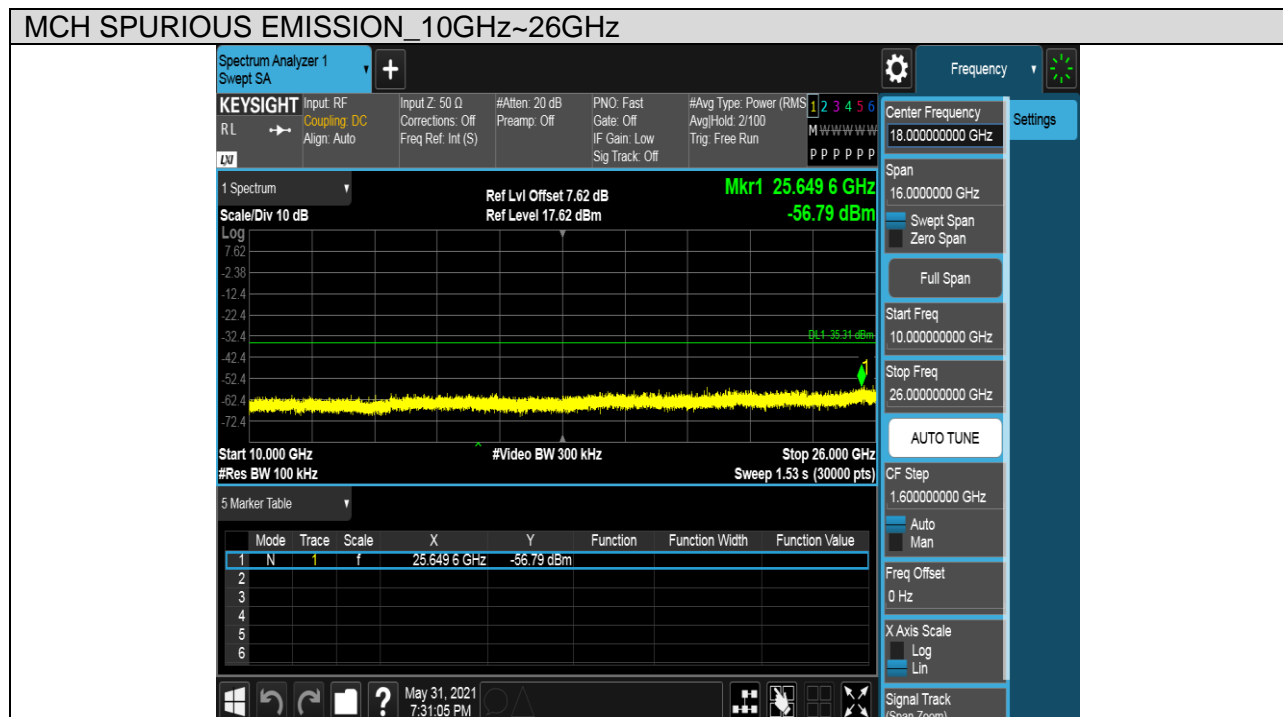 MCH SPURIOUS EMISSION_10GHz~26GHz
Spectrum Analyzer 1
Swept SA
+
Frequency
KEYSIGHT
RL
LXI
Input: RF
Coupling: DC
Align: Auto
Input Z: 50 Ω
Corrections: Off
Freq Ref: Int (S)
#Atten: 20 dB
Preamp: Off
PNO: Fast
Gate: Off
IF Gain: Low
Sig Track: Off
#Avg Type: Power (RMS
Avg|Hold: 2/100
Trig: Free Run
1 2 3 4 5 6
M W W W W W
P P P P P P
Center Frequency
18.000000000 GHz
Settings
Span
16.0000000 GHz
Swept Span
Zero Span
Full Span
Start Freq
10.000000000 GHz
Stop Freq
26.000000000 GHz
AUTO TUNE
CF Step
1.600000000 GHz
Auto
Man
Freq Offset
0 Hz
X Axis Scale
Log
Lin
Signal Track
(Span Zoom)
1 Spectrum
Scale/Div 10 dB
Ref Lvl Offset 7.62 dB
Ref Level 17.62 dBm
Mkr1 25.649 6 GHz
-56.79 dBm
Log
7.62
-2.38
-12.4
-22.4
-32.4
DL1 -35.31 dBm
-42.4
1
-52.4
-62.4
-72.4
Start 10.000 GHz
#Video BW 300 kHz
Stop 26.000 GHz
#Res BW 100 kHz
Sweep 1.53 s (30000 pts)
5 Marker Table
Mode Trace Scale X Y Function Function Width Function Value
1 N 1 f 25.649 6 GHz -56.79 dBm
2
3
4
5
6
?
May 31, 2021
7:31:05 PM